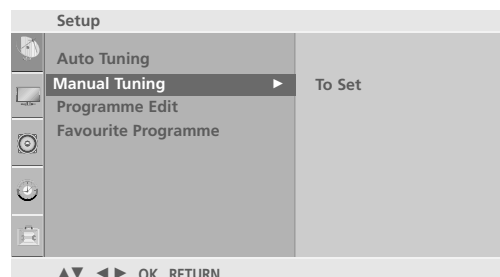 Setup
Auto Tuning
Manual Tuning ► To Set
Programme Edit
Favourite Programme
▲▼ ◄► OK RETURN